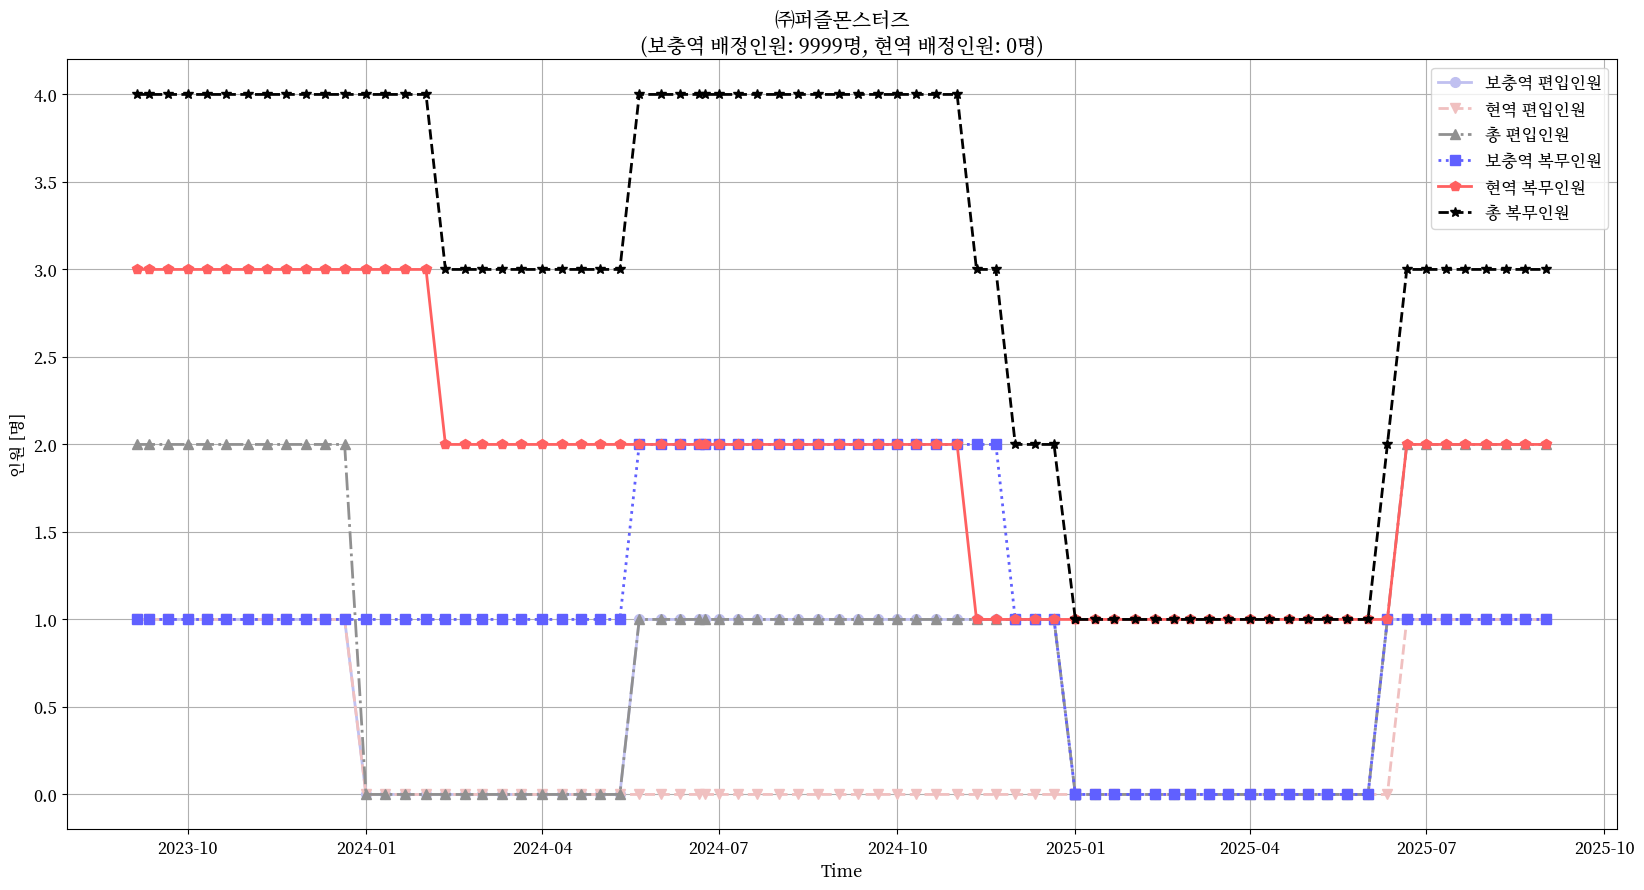 ㈜퍼즐몬스터즈
(보충역 배정인원: 9999명, 현역 배정인원: 0명)
보충역 편입인원
현역 편입인원
총 편입인원
보충역 복무인원
현역 복무인원
총 복무인원
인원 [명]
4.0
3.5
3.0
2.5
2.0
1.5
1.0
0.5
0.0
2023-10
2024-01
2024-04
2024-07
2024-10
2025-01
2025-04
2025-07
2025-10
Time